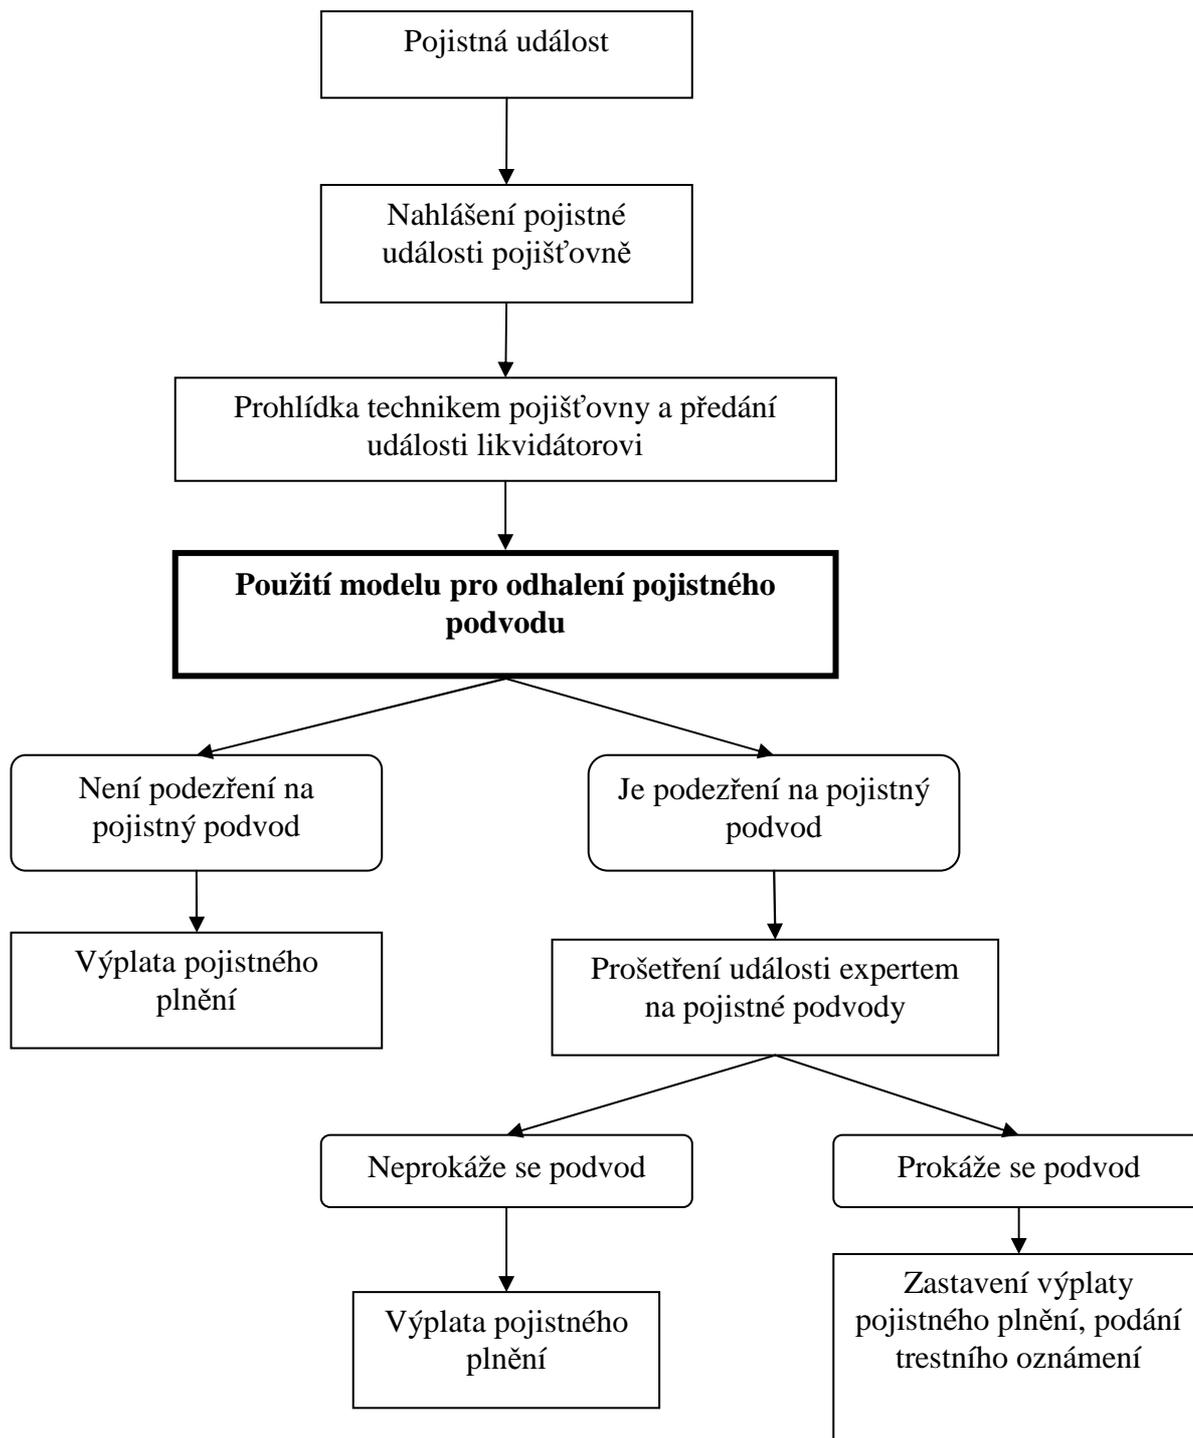 Pojistná událost
Nahlášení pojistné
události pojišťovně
Prohlídka technikem pojišťovny a předání
události likvidátorovi
Použití modelu pro odhalení pojistného
podvodu
Není podezření na
pojistný podvod
Je podezření na pojistný
podvod
Výplata pojistného
plnění
Prošetření události expertem
na pojistné podvody
Neprokáže se podvod
Prokáže se podvod
Výplata pojistného
plnění
Zastavení výplaty
pojistného plnění, podání
trestního oznámení